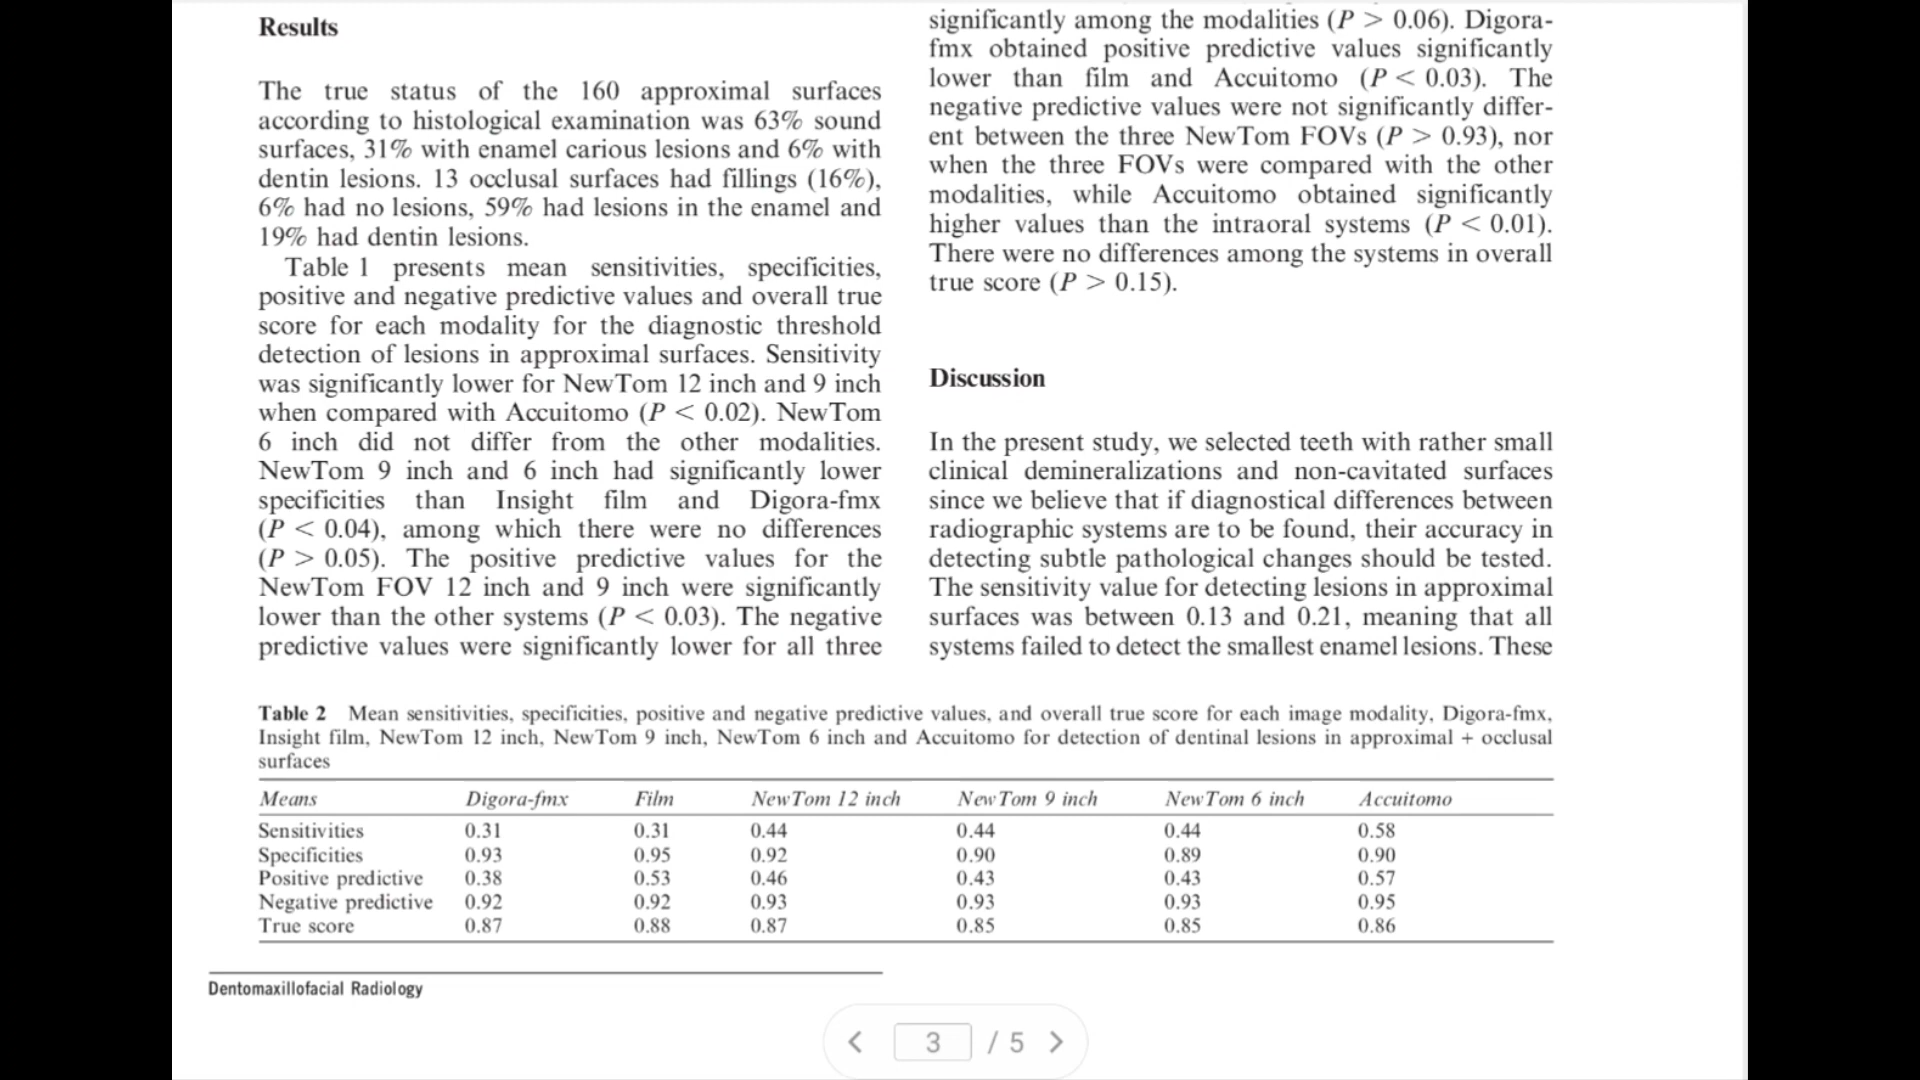 Results
The true status of the 160 approximal surfaces
according to histological examination was 63% sound
surfaces, 31% with enamel carious lesions and 6% with
dentin lesions. 13 occlusal surfaces had fillings (16%),
6% had no lesions, 59% had lesions in the enamel and
19% had dentin lesions.
Table 1 presents mean sensitivities, specificities,
positive and negative predictive values and overall true
score for each modality for the diagnostic threshold
detection of lesions in approximal surfaces. Sensitivity
was significantly lower for NewTom 12 inch and 9 inch
when compared with Accuitomo (P < 0.02). NewTom
6 inch did not differ from the other modalities.
NewTom 9 inch and 6 inch had significantly lower
specificities than Insight film and Digora-fmx
(P < 0.04), among which there were no differences
(P > 0.05). The positive predictive values for the
NewTom FOV 12 inch and 9 inch were significantly
lower than the other systems (P < 0.03). The negative
predictive values were significantly lower for all three
significantly among the modalities (P > 0.06). Digora-
fmx obtained positive predictive values significantly
lower than film and Accuitomo (P < 0.03). The
negative predictive values were not significantly differ-
ent between the three NewTom FOVs (P > 0.93), nor
when the three FOVs were compared with the other
modalities, while Accuitomo obtained significantly
higher values than the intraoral systems (P < 0.01).
There were no differences among the systems in overall
true score (P > 0.15).
Discussion
In the present study, we selected teeth with rather small
clinical demineralizations and non-cavitated surfaces
since we believe that if diagnostical differences between
radiographic systems are to be found, their accuracy in
detecting subtle pathological changes should be tested.
The sensitivity value for detecting lesions in approximal
surfaces was between 0.13 and 0.21, meaning that all
systems failed to detect the smallest enamel lesions. These
Table 2 Mean sensitivities, specificities, positive and negative predictive values, and overall true score for each image modality, Digora-fmx,
Insight film, NewTom 12 inch, NewTom 9 inch, NewTom 6 inch and Accuitomo for detection of dentinal lesions in approximal + occlusal
surfaces
Means Digora-fmx Film NewTom 12 inch NewTom 9 inch NewTom 6 inch Accuitomo
Sensitivities 0.31 0.31 0.44 0.44 0.44 0.58
Specificities 0.93 0.95 0.92 0.90 0.89 0.90
Positive predictive 0.38 0.53 0.46 0.43 0.43 0.57
Negative predictive 0.92 0.92 0.93 0.93 0.93 0.95
True score 0.87 0.88 0.87 0.85 0.85 0.86
Dentomaxillofacial Radiology
3 / 5